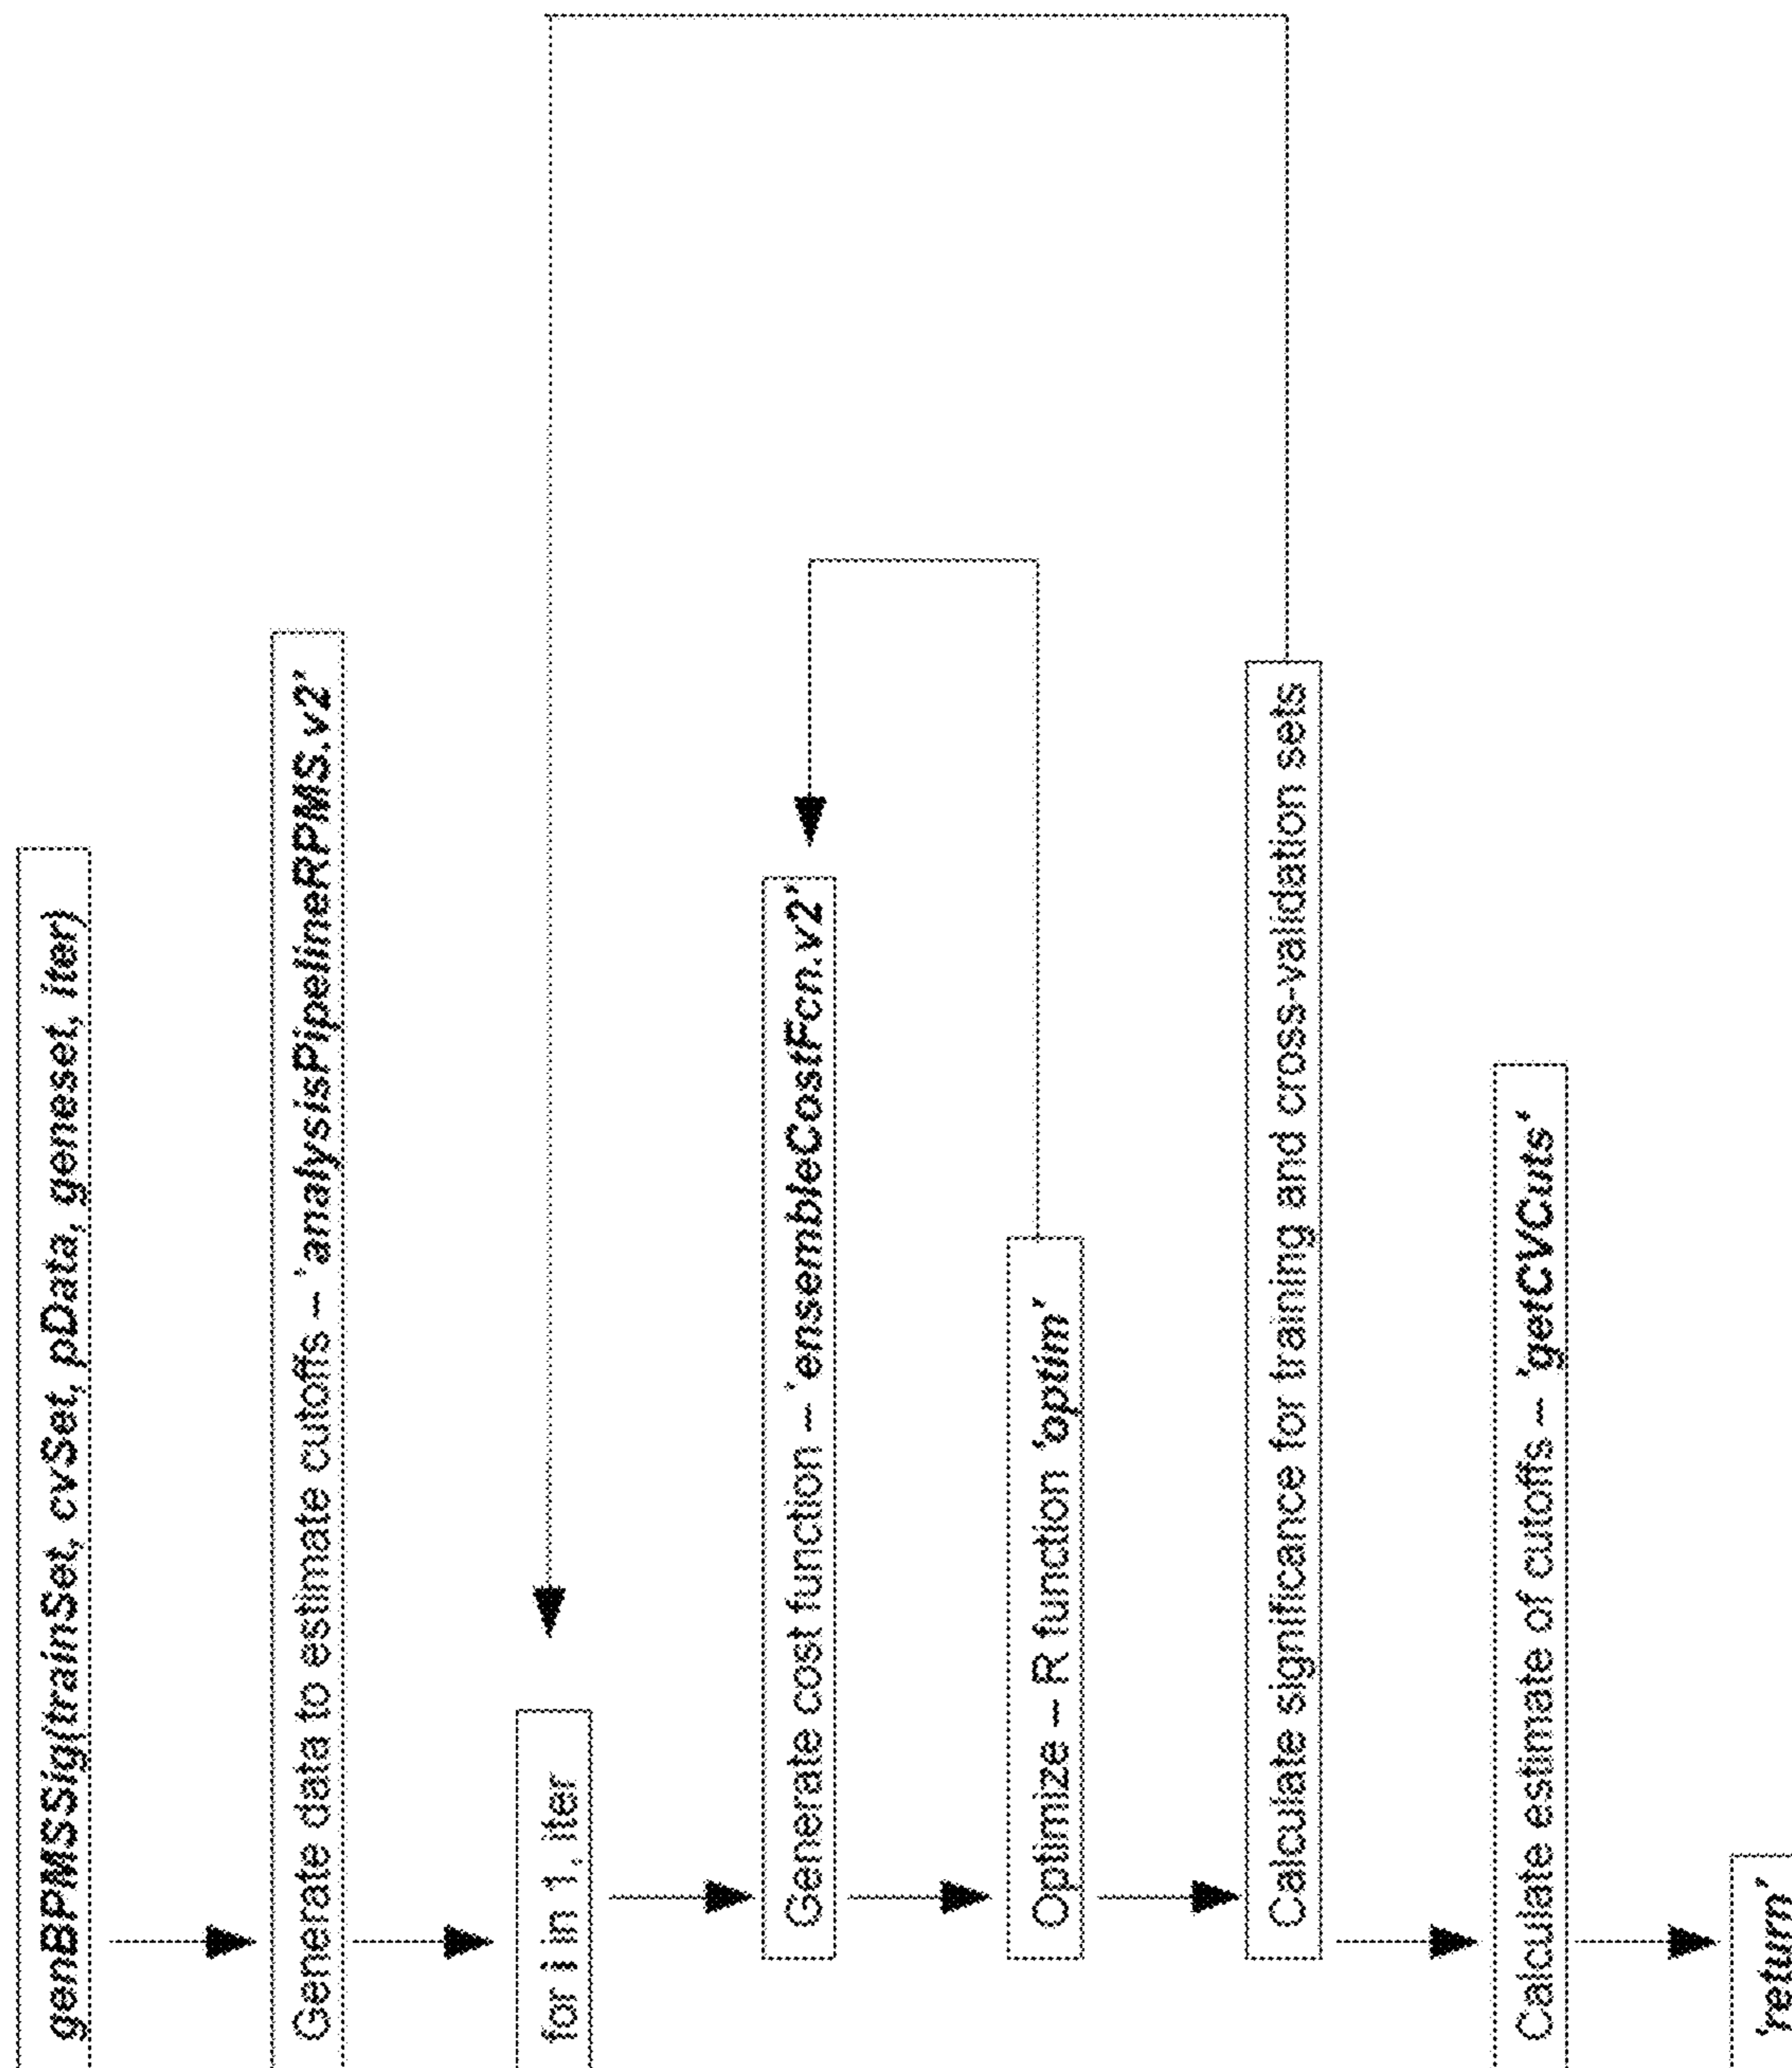 genBPMSSig(trainSet, cvSet, pData, geneset, iter)
Generate data to estimate cutoffs – 'analysisPipelineRPMS.v2'
for i in 1, iter
Generate cost function – 'ensembleCostFcn.v2'
Optimize – R function 'optim'
Calculate significance for training and cross-validation sets
Calculate estimate of cutoffs – 'getCVCuts'
'return'